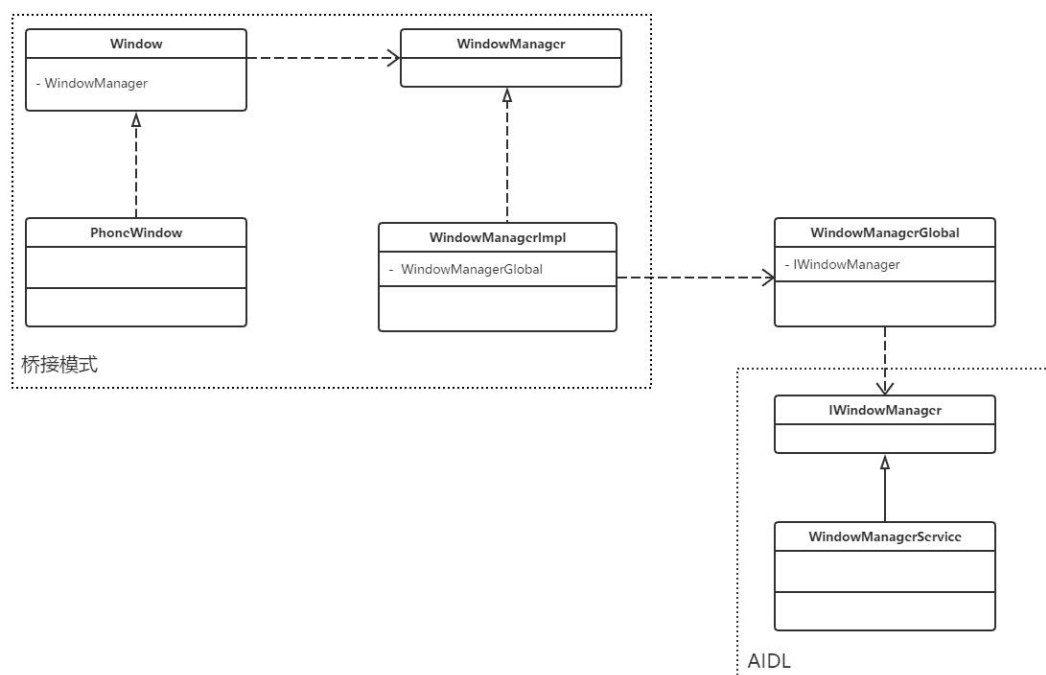 Window
- WindowManager
WindowManager
PhoneWindow
WindowManagerImpl
- WindowManagerGlobal
桥接模式
WindowManagerGlobal
- IWindowManager
IWindowManager
WindowManagerService
AIDL